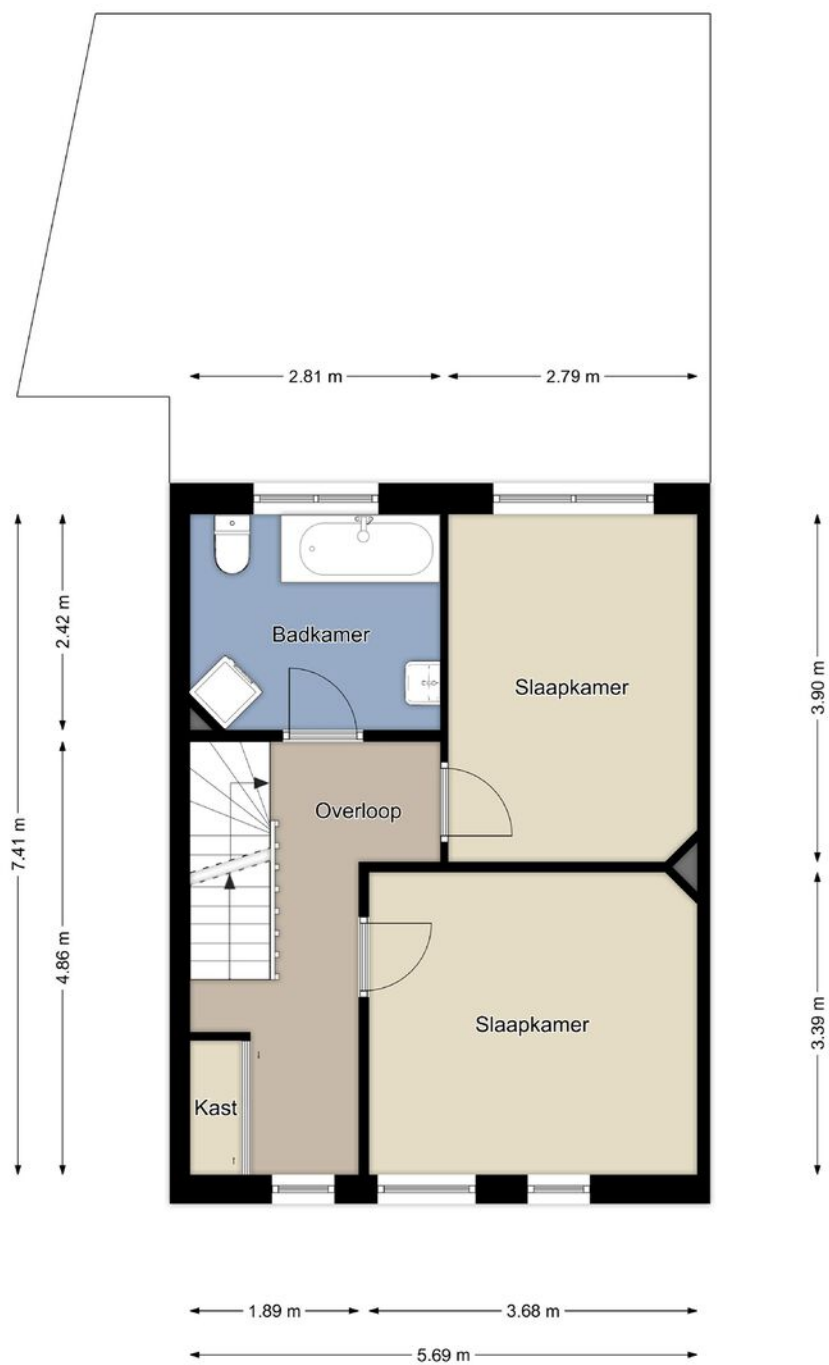 2.81 m
2.79 m
2.42 m
7.41 m
4.86 m
3.90 m
3.39 m
Badkamer
Slaapkamer
Overloop
Slaapkamer
Kast
1.89 m
3.68 m
5.69 m